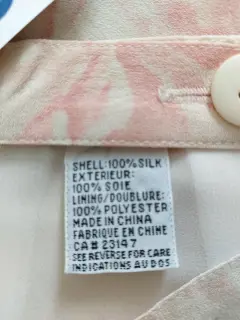 SHELL:100%SILK
EXTERIEUR:
100% SOIE
LINING/DOUBLURE:
100% POLYESTER
MADE IN CHINA
FABRIQUE EN CHINE
CA# 23147
SEE REVERSE FOR CARE
INDICATIONS AU DOS